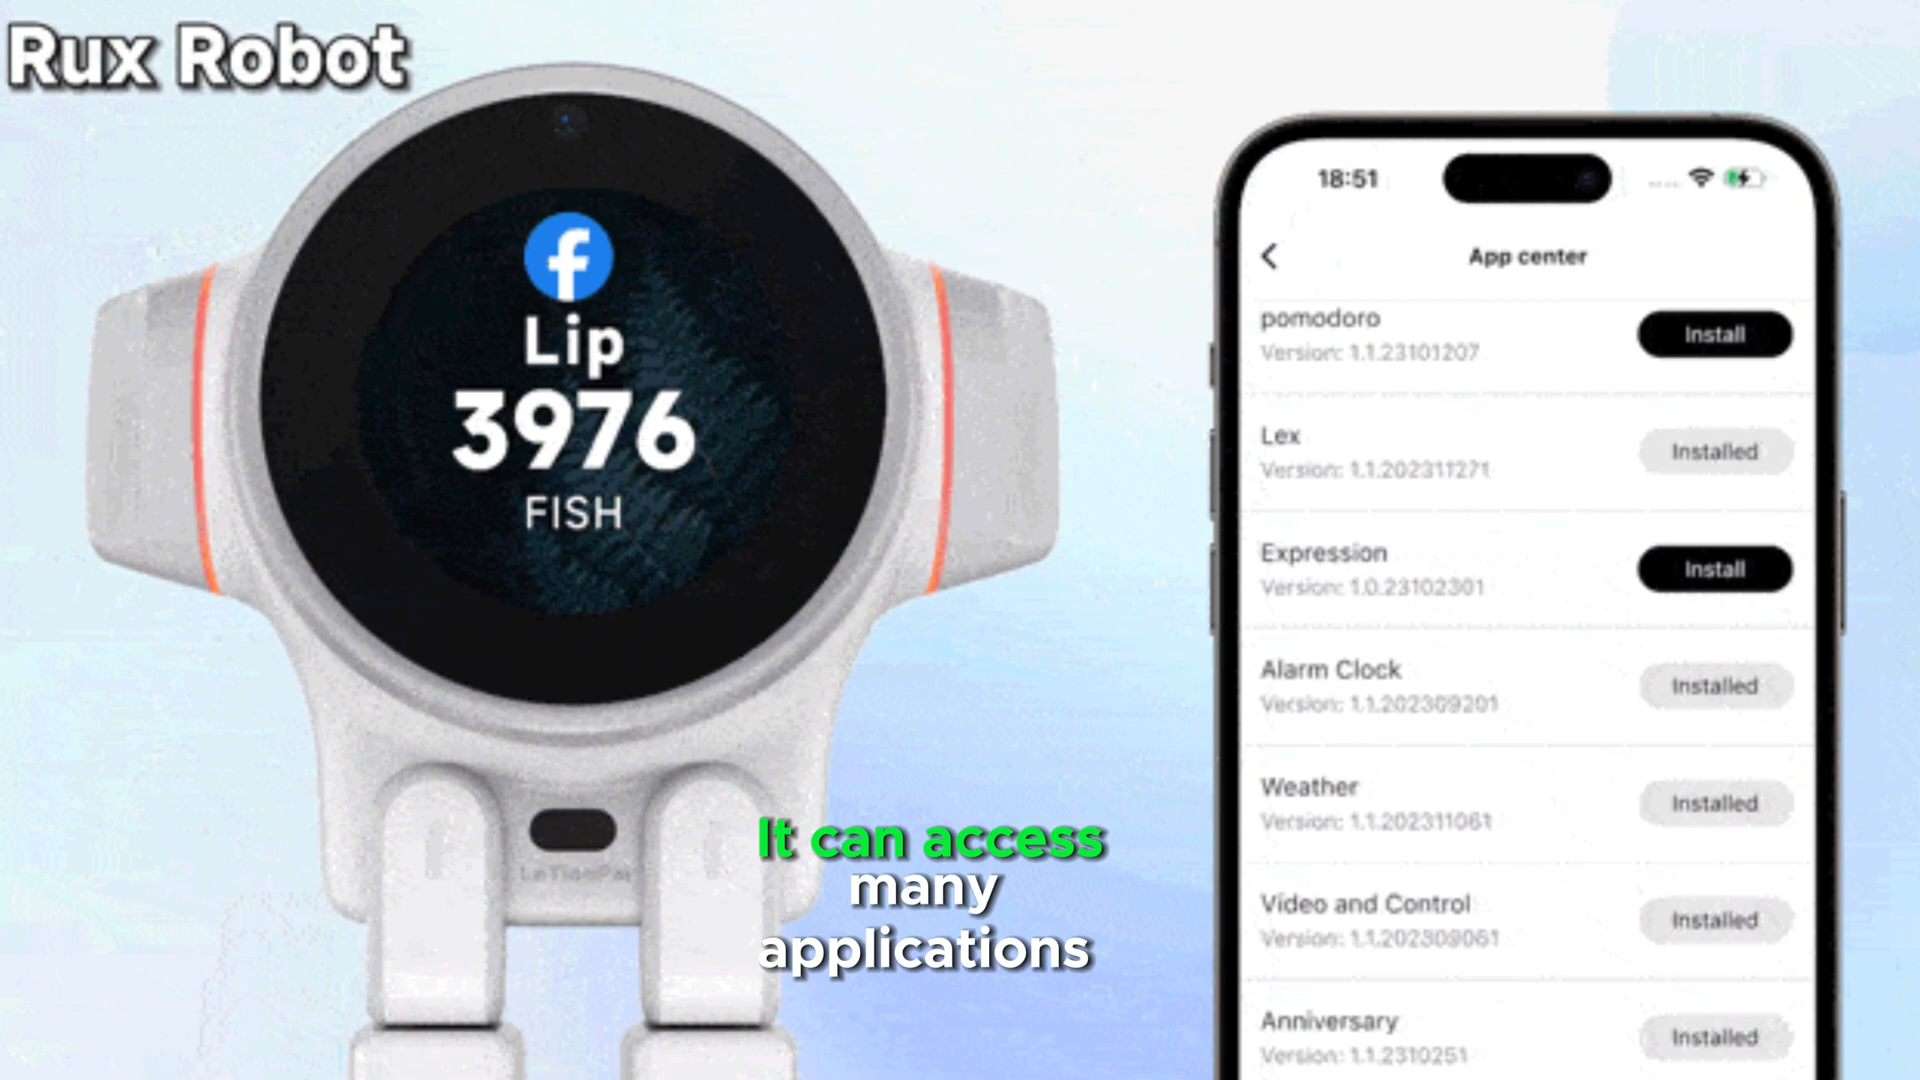 Rux Robot
f
Lip
3976
FISH
It can access
many
applications
18:51
App center
pomodoro
Version: 1.1.23101207
Install
Lex
Version: 1.1.202311271
Installed
Expression
Version: 1.0.23102301
Install
Alarm Clock
Version: 1.1.202309201
Installed
Weather
Version: 1.1.202311061
Installed
Video and Control
Version: 1.1.202309061
Installed
Anniversary
Version: 1.1.2310251
Installed